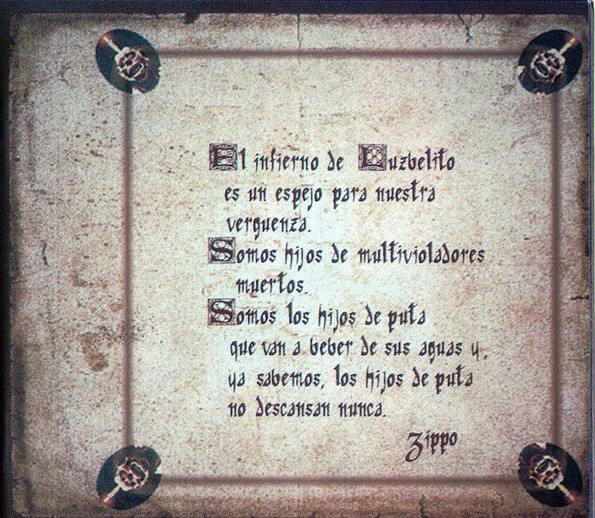 El infierno de Luzbelito
es un espejo para nuestra
verguenza.
Somos hijos de multivioladores
muertos.
Somos los hijos de puta
que van a beber de sus aguas y,
ya sabemos, los hijos de puta
no descansan nunca.
Zippo